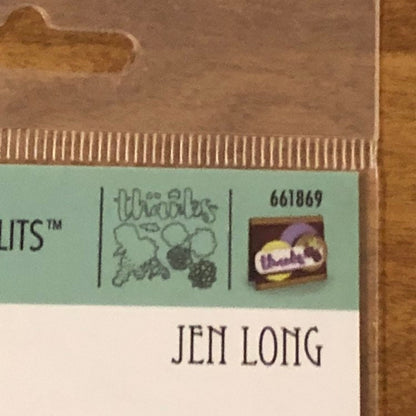 661869
thanks
LITS™
thanks
JEN LONG